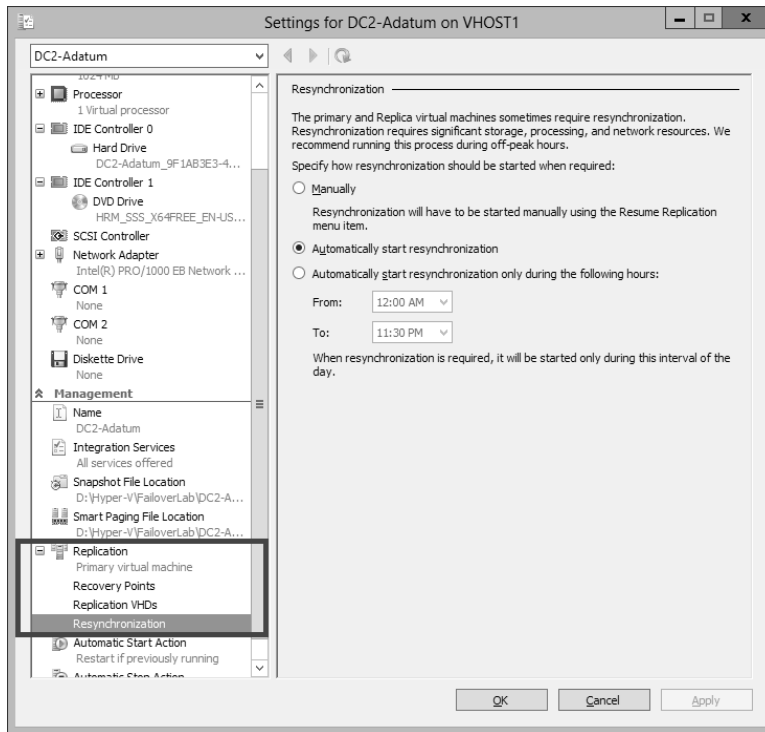 Settings for DC2-Adatum on VHOST1
DC2-Adatum
1024 MB
Processor
1 Virtual processor
IDE Controller 0
Hard Drive
DC2-Adatum_9F1AB3E3-4...
IDE Controller 1
DVD Drive
HRM_SSS_X64FREE_EN-US...
SCSI Controller
Network Adapter
Intel(R) PRO/1000 EB Network ...
COM 1
None
COM 2
None
Diskette Drive
None
Management
Name
DC2-Adatum
Integration Services
All services offered
Snapshot File Location
D:\Hyper-V\FailoverLab\DC2-A...
Smart Paging File Location
D:\Hyper-V\FailoverLab\DC2-A...
Replication
Primary virtual machine
Recovery Points
Replication VHDs
Resynchronization
Automatic Start Action
Restart if previously running
Automatic Stop Action
Resynchronization
The primary and Replica virtual machines sometimes require resynchronization.
Resynchronization requires significant storage, processing, and network resources. We
recommend running this process during off-peak hours.
Specify how resynchronization should be started when required:
Manually
Resynchronization will have to be started manually using the Resume Replication
menu item.
Automatically start resynchronization
Automatically start resynchronization only during the following hours:
From: 12:00 AM
To: 11:30 PM
When resynchronization is required, it will be started only during this interval of the
day.
OK Cancel Apply